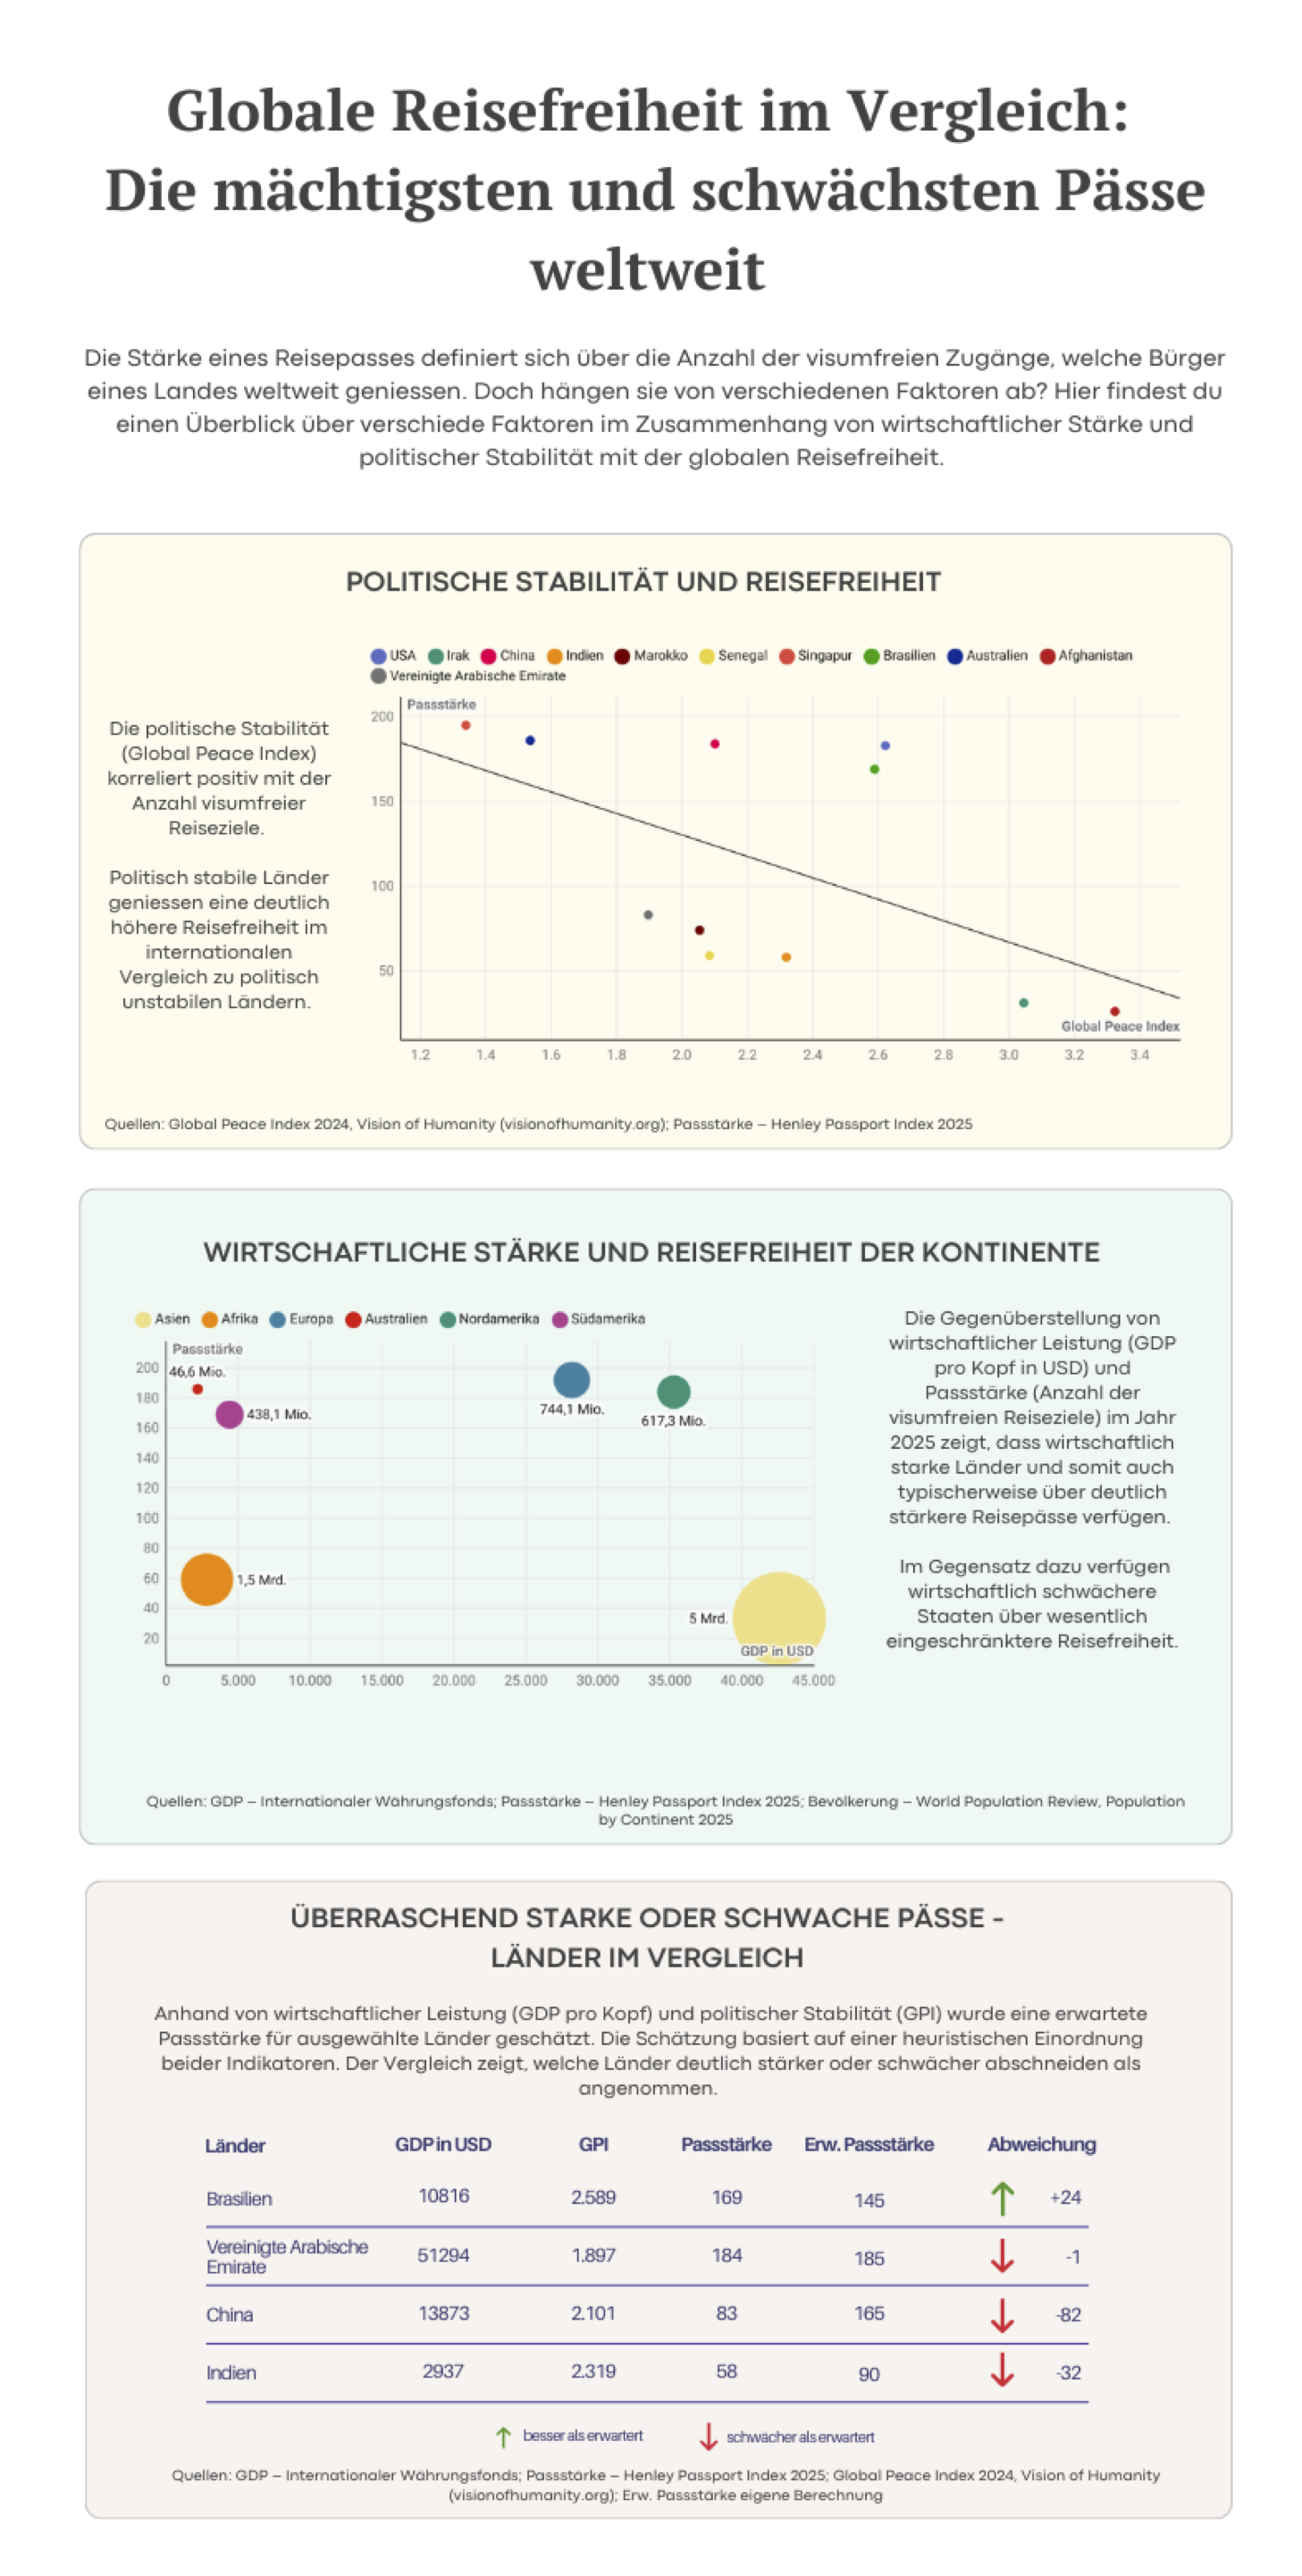 Globale Reisefreiheit im Vergleich:
Die mächtigsten und schwächsten Pässe
weltweit
Die Stärke eines Reisepasses definiert sich über die Anzahl der visumfreien Zugänge, welche Bürger
eines Landes weltweit geniessen. Doch hängen sie von verschiedenen Faktoren ab? Hier findest du
einen Überblick über verschiede Faktoren im Zusammenhang von wirtschaftlicher Stärke und
politischer Stabilität mit der globalen Reisefreiheit.
POLITISCHE STABILITÄT UND REISEFREIHEIT
USA Irak China Indien Marokko Senegal Singapur Brasilien Australien Afghanistan
Vereinigte Arabische Emirate
Die politische Stabilität
(Global Peace Index)
korreliert positiv mit der
Anzahl visumfreier
Reiseziele.
Politisch stabile Länder
geniessen eine deutlich
höhere Reisefreiheit im
internationalen
Vergleich zu politisch
unstabilen Ländern.
Passstärke
200
150
100
50
Global Peace Index
1.2 1.4 1.6 1.8 2.0 2.2 2.4 2.6 2.8 3.0 3.2 3.4
Quellen: Global Peace Index 2024, Vision of Humanity (visionofhumanity.org); Passstärke – Henley Passport Index 2025
WIRTSCHAFTLICHE STÄRKE UND REISEFREIHEIT DER KONTINENTE
Asien Afrika Europa Australien Nordamerika Südamerika
Passstärke
200
180
160
140
120
100
80
60
40
20
46,6 Mio.
438,1 Mio.
744,1 Mio.
617,3 Mio.
1,5 Mrd.
5 Mrd.
GDP in USD
0 5.000 10.000 15.000 20.000 25.000 30.000 35.000 40.000 45.000
Die Gegenüberstellung von
wirtschaftlicher Leistung (GDP
pro Kopf in USD) und
Passstärke (Anzahl der
visumfreien Reiseziele) im Jahr
2025 zeigt, dass wirtschaftlich
starke Länder und somit auch
typischerweise über deutlich
stärkere Reisepässe verfügen.
Im Gegensatz dazu verfügen
wirtschaftlich schwächere
Staaten über wesentlich
eingeschränktere Reisefreiheit.
Quellen: GDP – Internationaler Währungsfonds; Passstärke – Henley Passport Index 2025; Bevölkerung – World Population Review, Population
by Continent 2025
ÜBERRASCHEND STARKE ODER SCHWACHE PÄSSE -
LÄNDER IM VERGLEICH
Anhand von wirtschaftlicher Leistung (GDP pro Kopf) und politischer Stabilität (GPI) wurde eine erwartete
Passstärke für ausgewählte Länder geschätzt. Die Schätzung basiert auf einer heuristischen Einordnung
beider Indikatoren. Der Vergleich zeigt, welche Länder deutlich stärker oder schwächer abschneiden als
angenommen.
Länder GDP in USD GPI Passstärke Erw. Passstärke Abweichung
Brasilien 10816 2.589 169 145 ↑ +24
Vereinigte Arabische
Emirate 51294 1.897 184 185 ↓ -1
China 13873 2.101 83 165 ↓ -82
Indien 2937 2.319 58 90 ↓ -32
↑ besser als erwartert ↓ schwächer als erwartert
Quellen: GDP – Internationaler Währungsfonds; Passstärke – Henley Passport Index 2025; Global Peace Index 2024, Vision of Humanity
(visionofhumanity.org); Erw. Passstärke eigene Berechnung